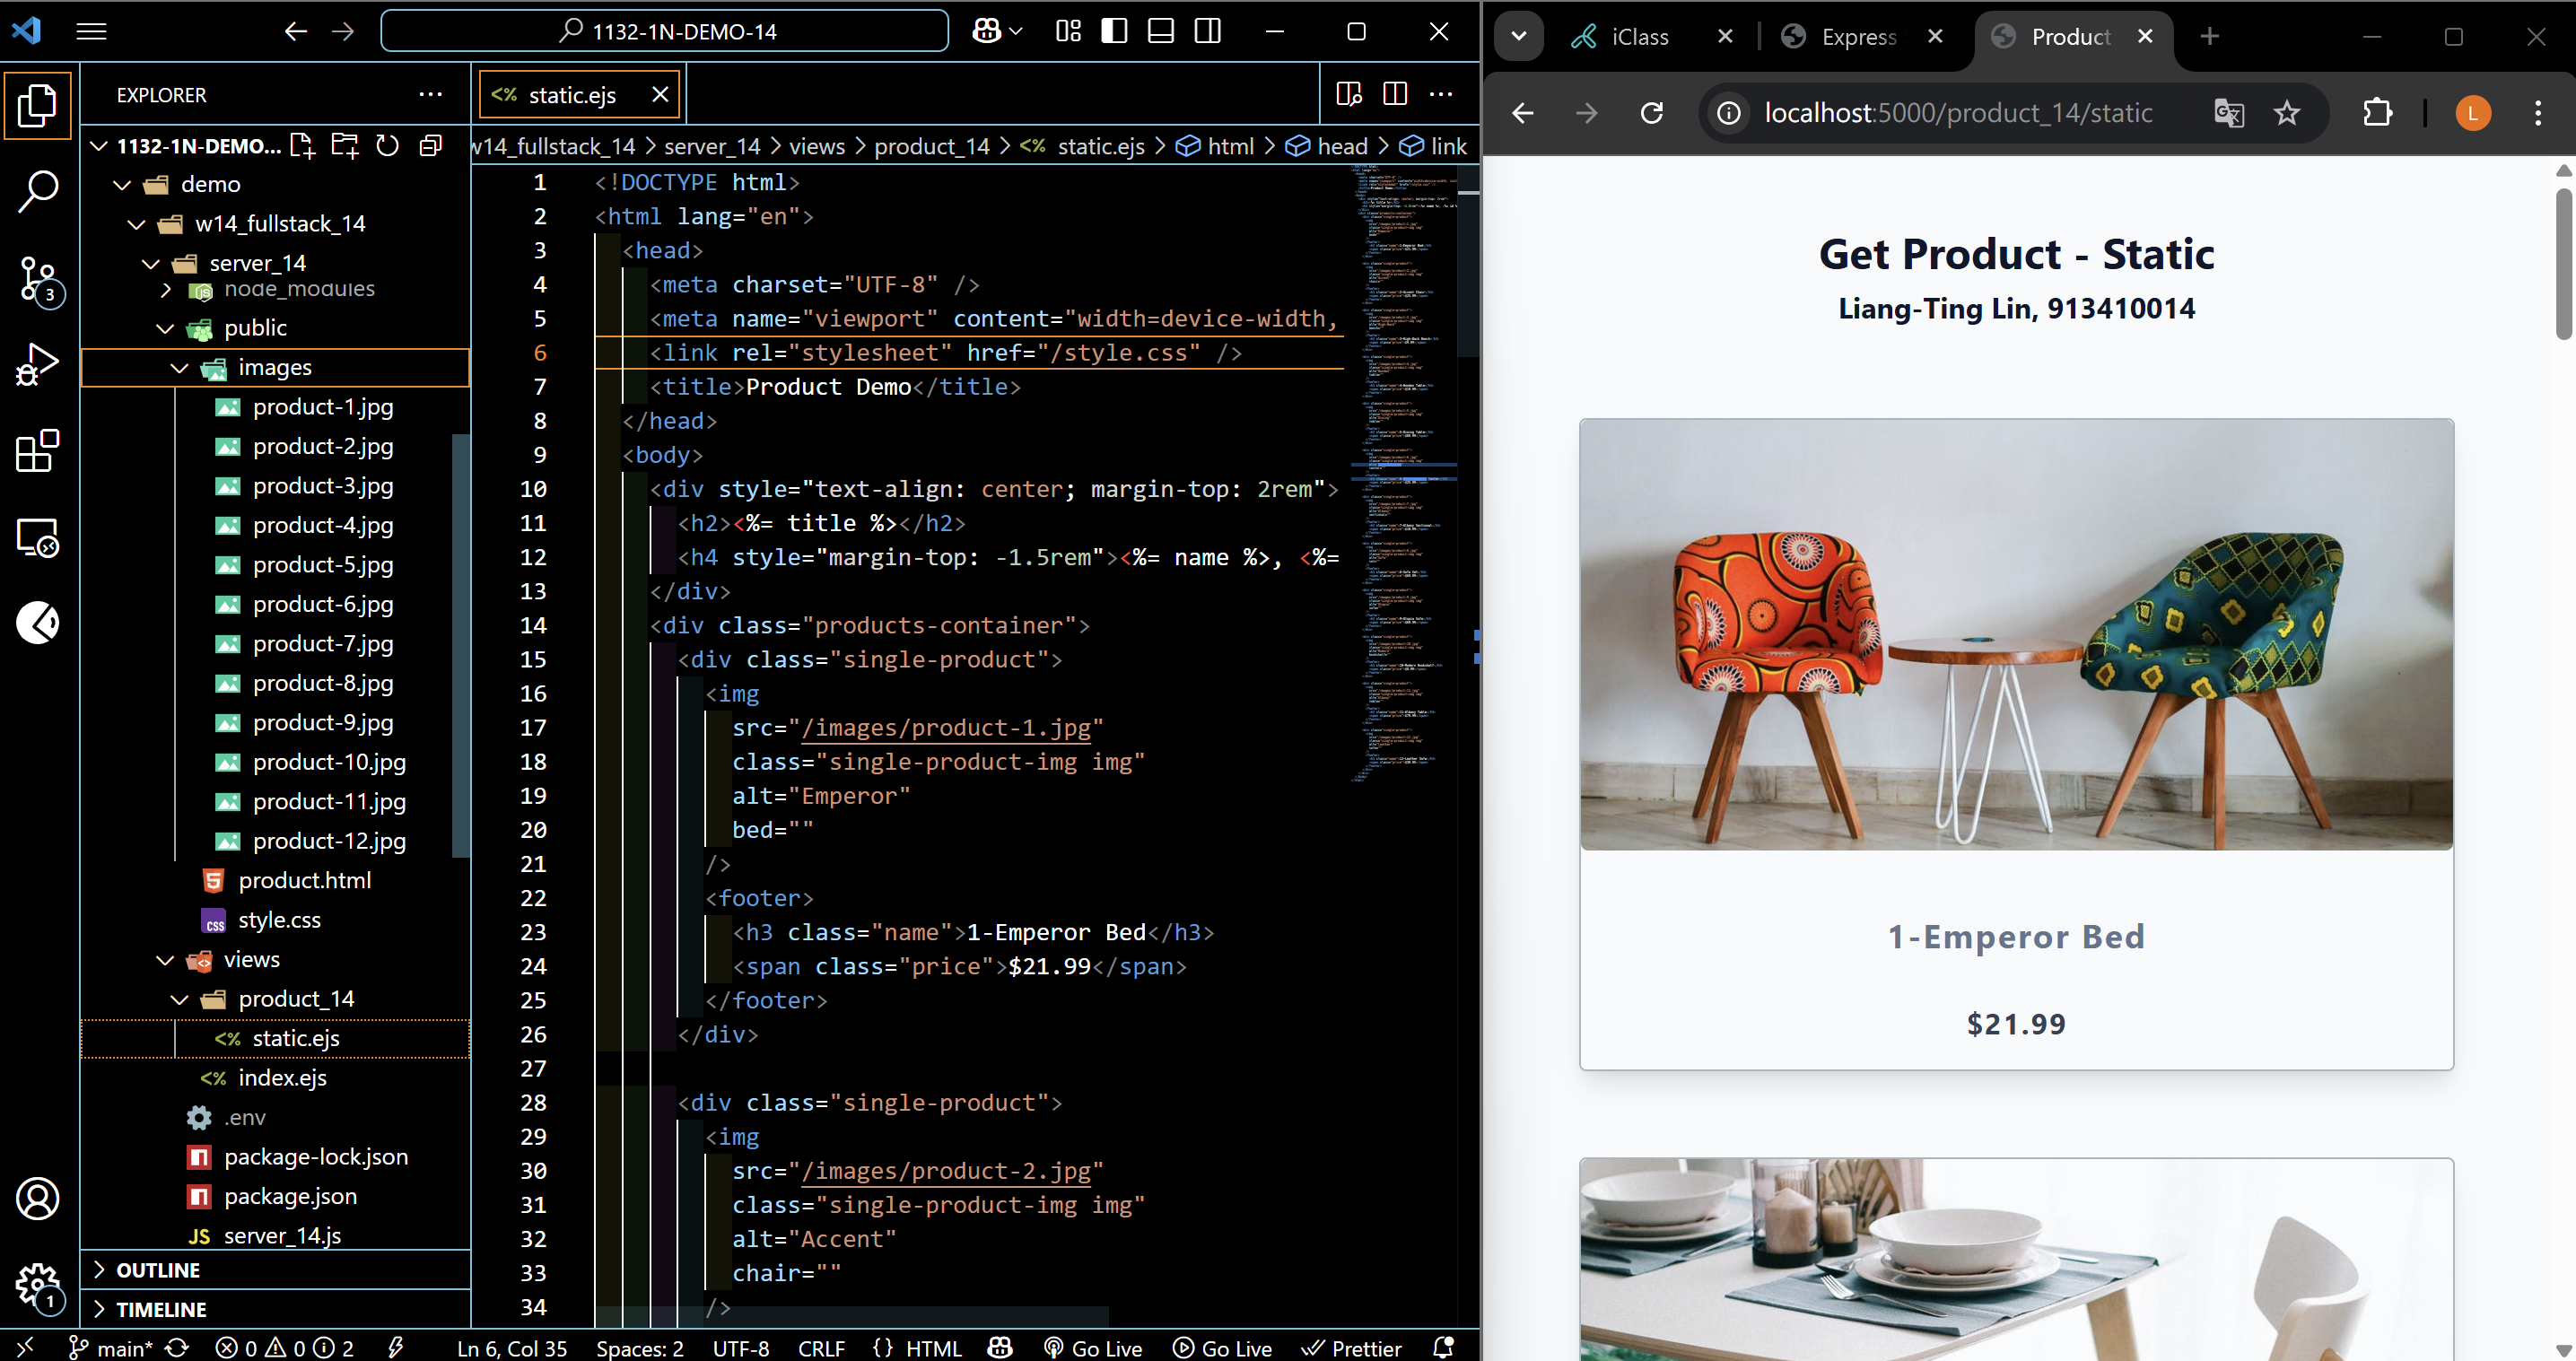 1132-1N-DEMO-14
EXPLORER
1132-1N-DEMO...
demo
w14_fullstack_14
server_14
node_modules
public
images
product-1.jpg
product-2.jpg
product-3.jpg
product-4.jpg
product-5.jpg
product-6.jpg
product-7.jpg
product-8.jpg
product-9.jpg
product-10.jpg
product-11.jpg
product-12.jpg
product.html
style.css
views
product_14
static.ejs
index.ejs
.env
package-lock.json
package.json
JS server_14.js
OUTLINE
TIMELINE
3
1
<% static.ejs
w14_fullstack_14 > server_14 > views > product_14 > <% static.ejs > html > head > link
1 <!DOCTYPE html>
2 <html lang="en">
3 <head>
4 <meta charset="UTF-8" />
5 <meta name="viewport" content="width=device-width,
6 <link rel="stylesheet" href="/style.css" />
7 <title>Product Demo</title>
8 </head>
9 <body>
10 <div style="text-align: center; margin-top: 2rem">
11 <h2><%= title %></h2>
12 <h4 style="margin-top: -1.5rem"><%= name %>, <%=
13 </div>
14 <div class="products-container">
15 <div class="single-product">
16 <img
17 src="/images/product-1.jpg"
18 class="single-product-img img"
19 alt="Emperor"
20 bed=""
21 />
22 <footer>
23 <h3 class="name">1-Emperor Bed</h3>
24 <span class="price">$21.99</span>
25 </footer>
26 </div>
27
28 <div class="single-product">
29 <img
30 src="/images/product-2.jpg"
31 class="single-product-img img"
32 alt="Accent"
33 chair=""
34 />
main* 0 0 2 Ln 6, Col 35 Spaces: 2 UTF-8 CRLF {} HTML Go Live Go Live Prettier
iClass
Express
Product
localhost:5000/product_14/static
L
Get Product - Static
Liang-Ting Lin, 913410014
1-Emperor Bed
$21.99